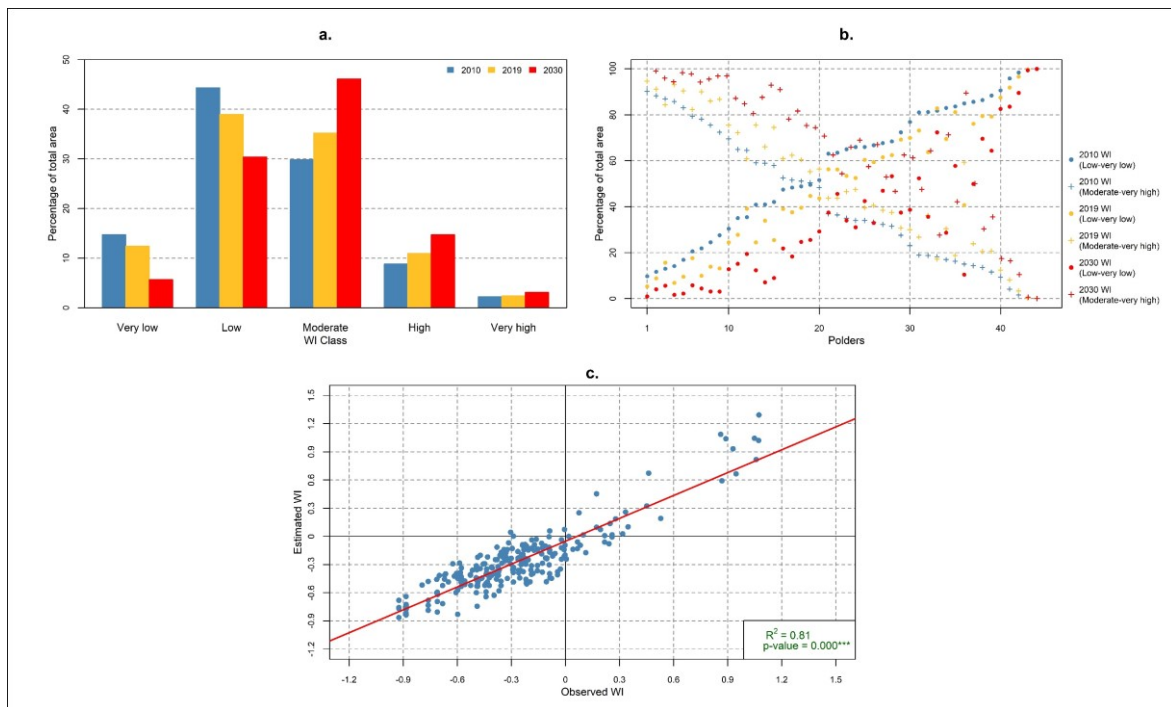 a.
50
40
30
20
10
0
Percentage of total area
2010 2019 2030
Very low Low Moderate High Very high
WI Class
b.
100
80
60
40
20
0
Percentage of total area
1 10 20 30 40
Polders
2010 WI
(Low-very low)
2010 WI
(Moderate-very high)
2019 WI
(Low-very low)
2019 WI
(Moderate-very high)
2030 WI
(Low-very low)
2030 WI
(Moderate-very high)
c.
1.5
1.2
0.9
0.6
0.3
0
-0.3
-0.6
-0.9
-1.2
Estimated WI
R² = 0.81
p-value = 0.000***
-1.2 -0.9 -0.6 -0.3 0 0.3 0.6 0.9 1.2 1.5
Observed WI